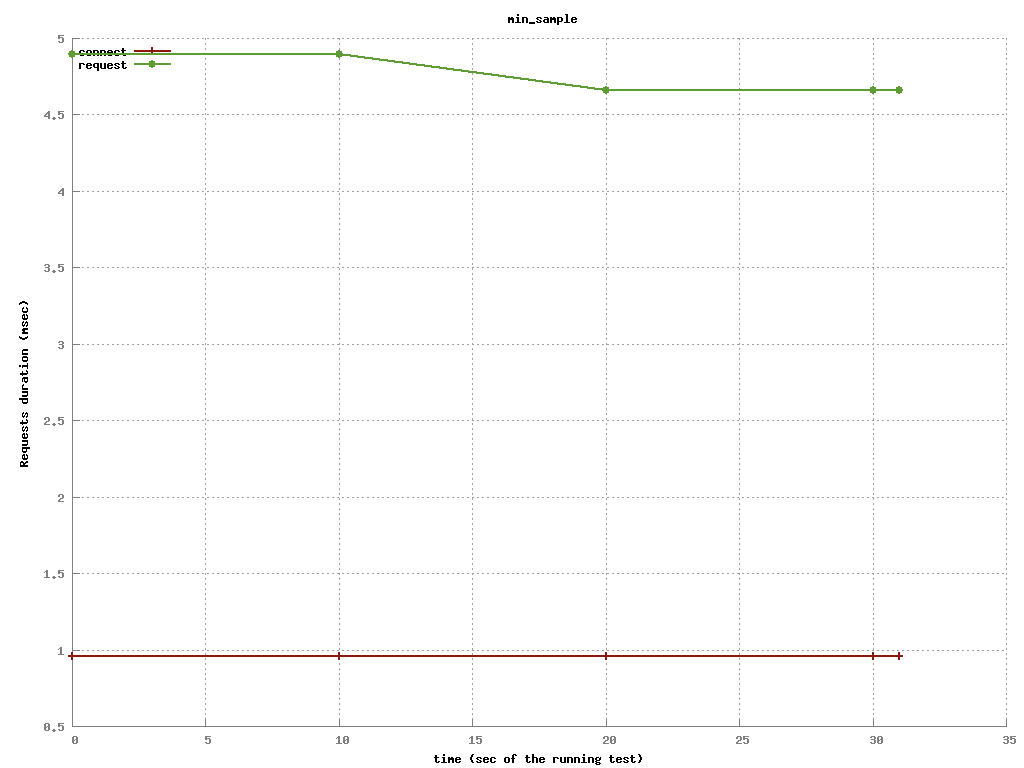 min_sample
connect
request
5
4.5
4
3.5
3
2.5
2
1.5
1
0.5
0 5 10 15 20 25 30 35
Requests duration (msec)
time (sec of the running test)